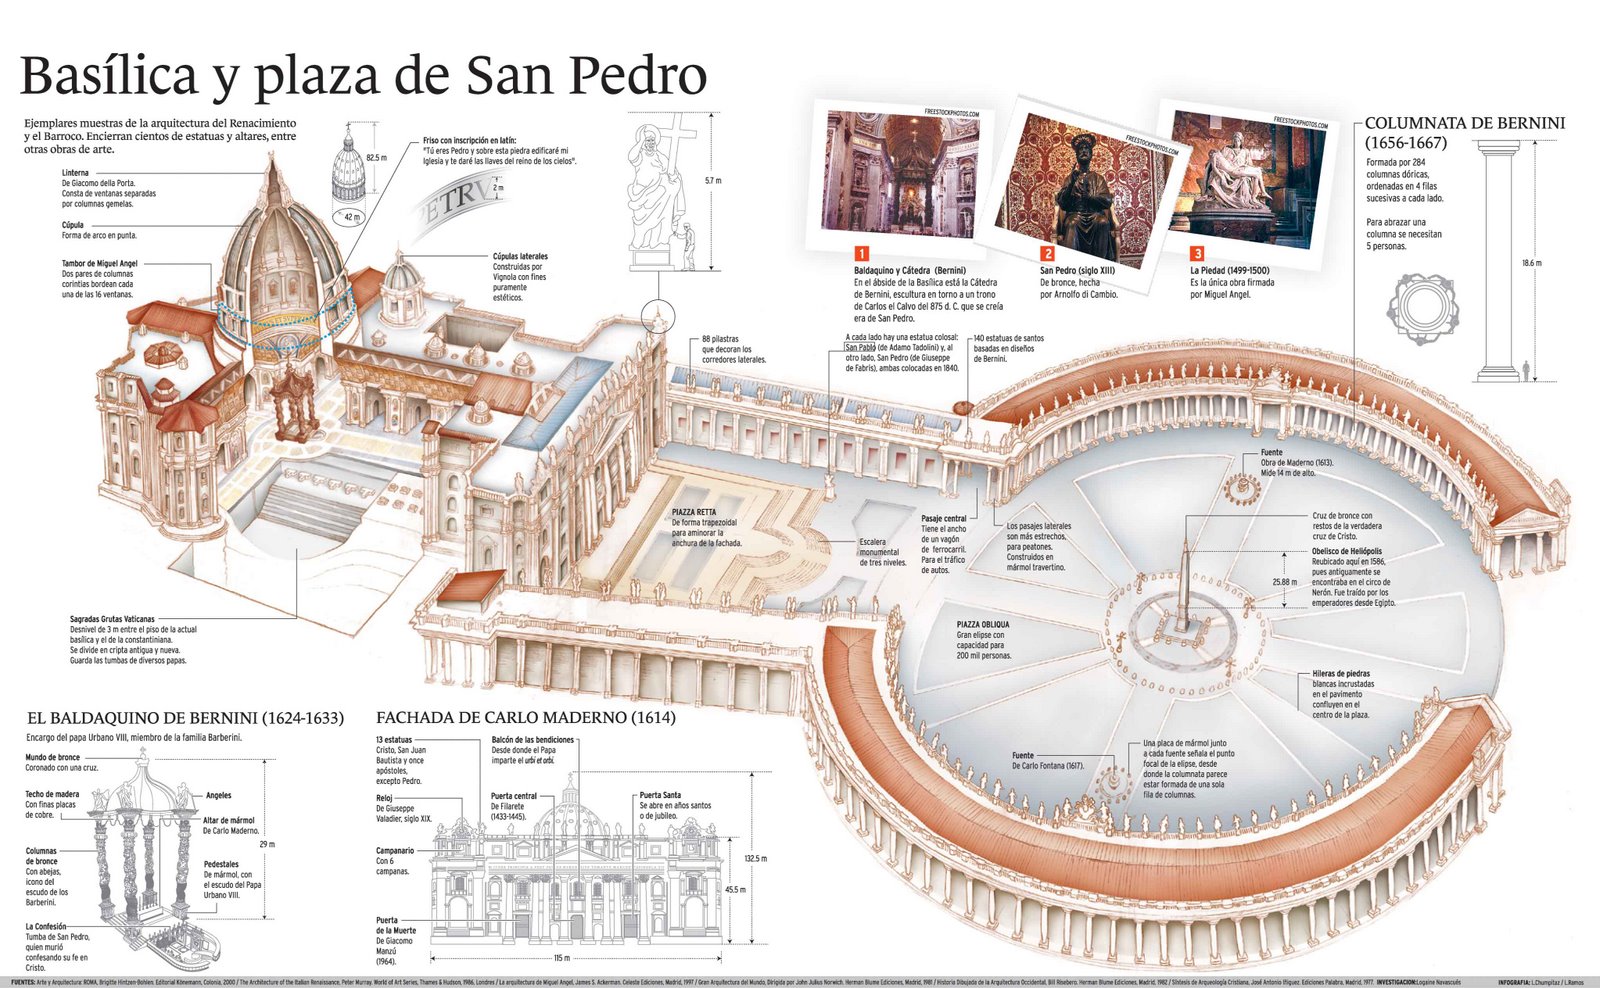 Basílica y plaza de San Pedro
Ejemplares muestras de la arquitectura del Renacimiento
y el Barroco. Encierran cientos de estatuas y altares, entre
otras obras de arte.
Linterna
De Giacomo della Porta.
Consta de ventanas separadas
por columnas gemelas.
Cúpula
Forma de arco en punta.
Tambor de Miguel Angel
Dos pares de columnas
corintias bordean cada
una de las 16 ventanas.
82.5 m
42 m
Friso con inscripción en latín:
"Tú eres Pedro y sobre esta piedra edificaré mi
Iglesia y te daré las llaves del reino de los cielos".
ETRV
2 m
Cúpulas laterales
Construidas por
Vignola con fines
puramente
estéticos.
5.7 m
88 pilastras
que decoran los
corredores laterales.
FREESTOCKPHOTOS.COM
FREESTOCKPHOTOS.COM
FREESTOCKPHOTOS.COM
1
Baldaquino y Cátedra (Bernini)
En el ábside de la Basílica está la Cátedra
de Bernini, escultura en torno a un trono
de Carlos el Calvo del 875 d. C. que se creía
era de San Pedro.
2
San Pedro (siglo XIII)
De bronce, hecha
por Arnolfo di Cambio.
3
La Piedad (1499-1500)
Es la única obra firmada
por Miguel Angel.
A cada lado hay una estatua colosal:
San Pablo (de Adamo Tadolini) y, al
otro lado, San Pedro (de Giuseppe
de Fabris), ambas colocadas en 1840.
140 estatuas de santos
basadas en diseños
de Bernini.
COLUMNATA DE BERNINI
(1656-1667)
Formada por 284
columnas dóricas,
ordenadas en 4 filas
sucesivas a cada lado.
Para abrazar una
columna se necesitan
5 personas.
18.6 m
PIAZZA RETTA
De forma trapezoidal
para aminorar la
anchura de la fachada.
Escalera
monumental
de tres niveles.
Pasaje central
Tiene el ancho
de un vagón
de ferrocarril.
Para el tráfico
de autos.
Los pasajes laterales
son más estrechos,
para peatones.
Construidos en
mármol travertino.
Fuente
Obra de Maderno (1613).
Mide 14 m de alto.
Cruz de bronce con
restos de la verdadera
cruz de Cristo.
Obelisco de Heliópolis
Reubicado aquí en 1586,
pues antiguamente se
encontraba en el circo de
Nerón. Fue traído por los
emperadores desde Egipto.
25.88 m
PIAZZA OBLIQUA
Gran elipse con
capacidad para
200 mil personas.
Hileras de piedras
blancas incrustadas
en el pavimento
confluyen en el
centro de la plaza.
Fuente
De Carlo Fontana (1617).
Una placa de mármol junto
a cada fuente señala el punto
focal de la elipse, desde
donde la columnata parece
estar formada de una sola
fila de columnas.
Sagradas Grutas Vaticanas
Desnivel de 3 m entre el piso de la actual
basílica y el de la constantiniana.
Se divide en cripta antigua y nueva.
Guarda las tumbas de diversos papas.
EL BALDAQUINO DE BERNINI (1624-1633)
Encargo del papa Urbano VIII, miembro de la familia Barberini.
Mundo de bronce
Coronado con una cruz.
Techo de madera
Con finas placas
de cobre.
Columnas
de bronce
Con abejas,
icono del
escudo de los
Barberini.
La Confesión
Tumba de San Pedro,
quien murió
confesando su fe en
Cristo.
Angeles
Altar de mármol
De Carlo Maderno.
29 m
Pedestales
De mármol, con
el escudo del Papa
Urbano VIII.
FACHADA DE CARLO MADERNO (1614)
13 estatuas
Cristo, San Juan
Bautista y once
apóstoles,
excepto Pedro.
Reloj
De Giuseppe
Valadier, siglo XIX.
Campanario
Con 6
campanas.
Puerta
de la Muerte
De Giacomo
Manzú
(1964).
Balcón de las bendiciones
Desde donde el Papa
imparte el urbi et orbi.
Puerta central
De Filarete
(1433-1445).
Puerta Santa
Se abre en años santos
o de jubileo.
132.5 m
45.5 m
115 m
FUENTES: Arte y Arquitectura: ROMA, Brigitte Hintzen-Bohlen. Editorial Könemann, Colonia, 2000 / The Architecture of the Italian Renaissance, Peter Murray. World of Art Series, Thames & Hudson, 1986, Londres / La arquitectura de Miguel Angel, James S. Ackerman. Celeste Ediciones, Madrid, 1997 / Gran Arquitectura del Mundo, Dirigida por John Julius Norwich. Herman Blume Ediciones, Madrid, 1981 / Historia Dibujada de la Arquitectura Occidental, Bill Risebero. Herman Blume Ediciones, Madrid, 1982 / Síntesis de Arqueología Cristiana, José Antonio Iñiguez. Ediciones Palabra, Madrid, 1977. INVESTIGACION: Logaine Navascués
INFOGRAFIA: L.Chumpitaz / L.Ramos